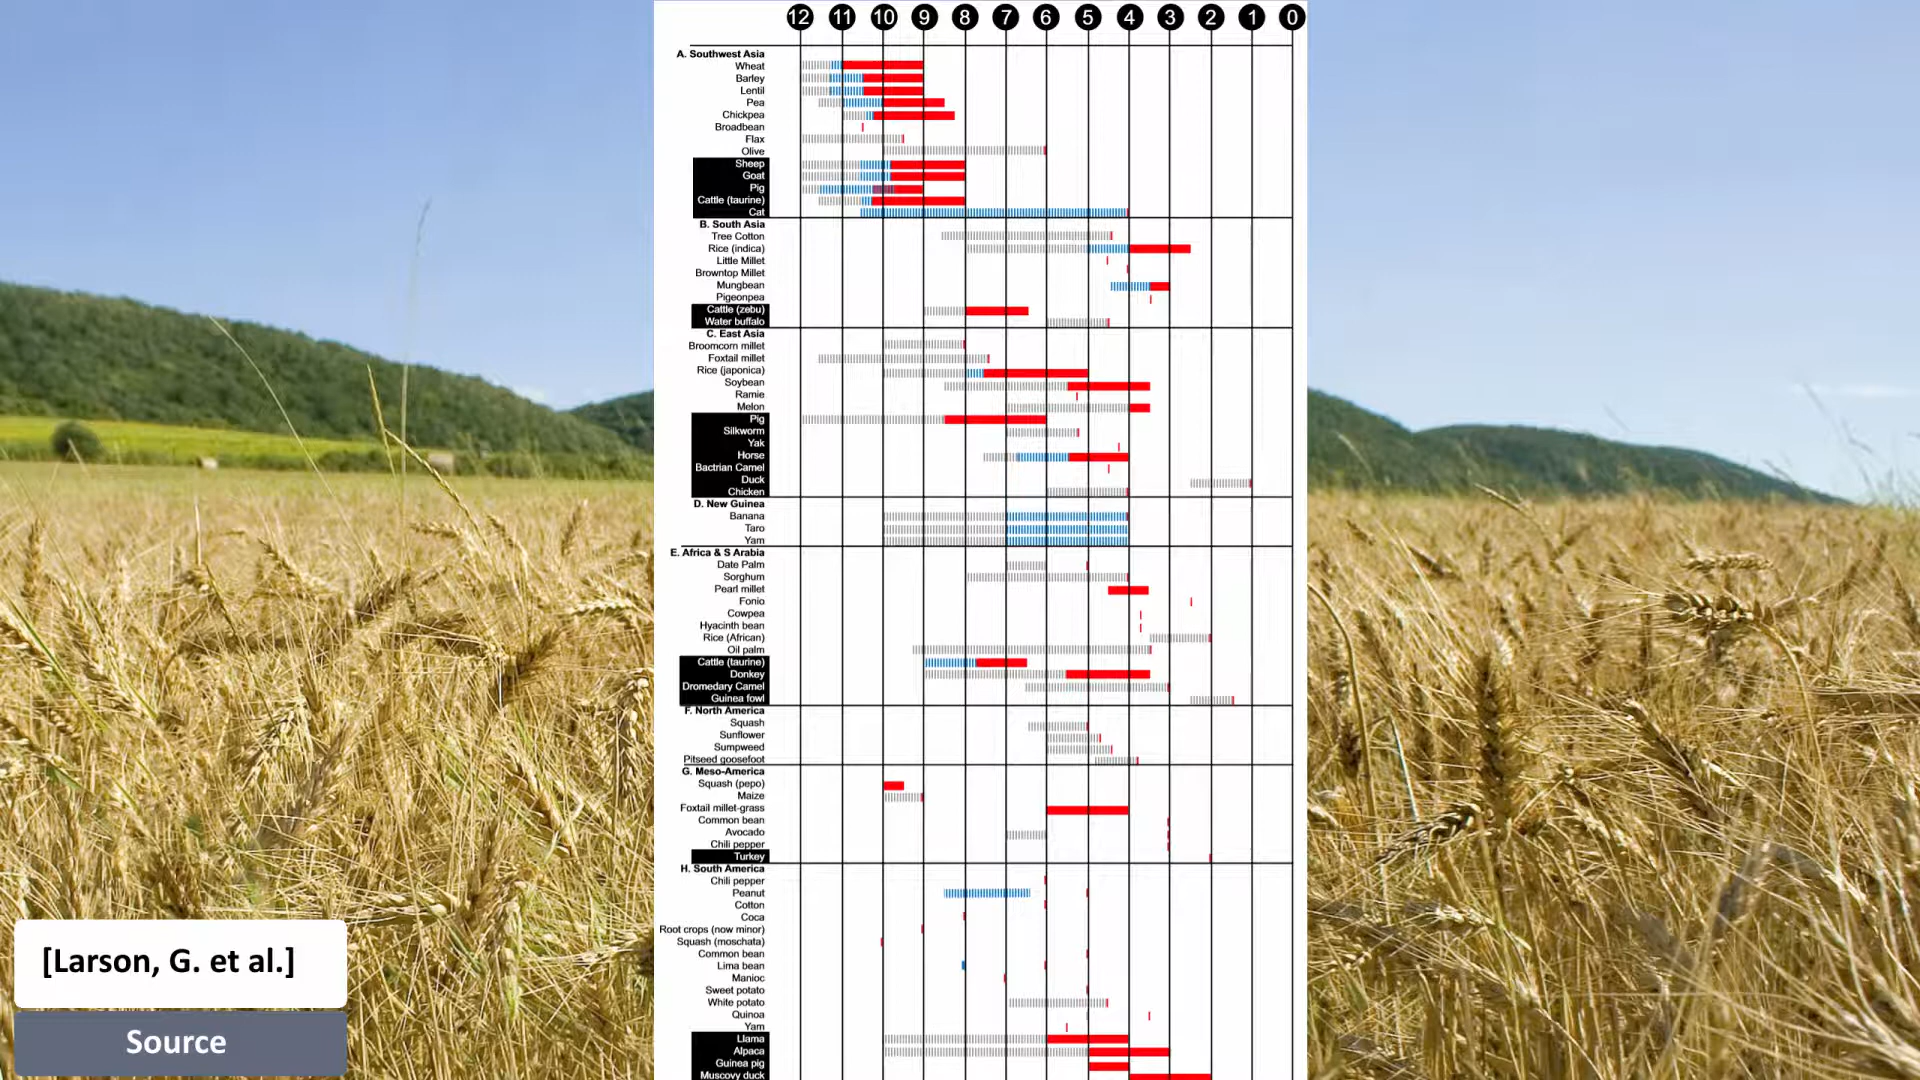 12 11 10 9 8 7 6 5 4 3 2 1 0
A. Southwest Asia
Wheat
Barley
Lentil
Pea
Chickpea
Broadbean
Flax
Olive
Sheep
Goat
Pig
Cattle (taurine)
Cat
B. South Asia
Tree Cotton
Rice (indica)
Little Millet
Browntop Millet
Mungbean
Pigeonpea
Cattle (zebu)
Water buffalo
C. East Asia
Broomcorn millet
Foxtail millet
Rice (japonica)
Soybean
Ramie
Melon
Pig
Silkworm
Yak
Horse
Bactrian Camel
Duck
Chicken
D. New Guinea
Banana
Taro
Yam
E. Africa & S Arabia
Date Palm
Sorghum
Pearl millet
Fonio
Cowpea
Hyacinth bean
Rice (African)
Oil palm
Cattle (taurine)
Donkey
Dromedary Camel
Guinea fowl
F. North America
Squash
Sunflower
Sumpweed
Pitseed goosefoot
G. Meso-America
Squash (pepo)
Maize
Foxtail millet-grass
Common bean
Avocado
Chili pepper
Turkey
H. South America
Chili pepper
Peanut
Cotton
Coca
Root crops (now minor)
Squash (moschata)
Common bean
Lima bean
Manioc
Sweet potato
White potato
Quinoa
Yam
Llama
Alpaca
Guinea pig
Muscovy duck
[Larson, G. et al.]
Source